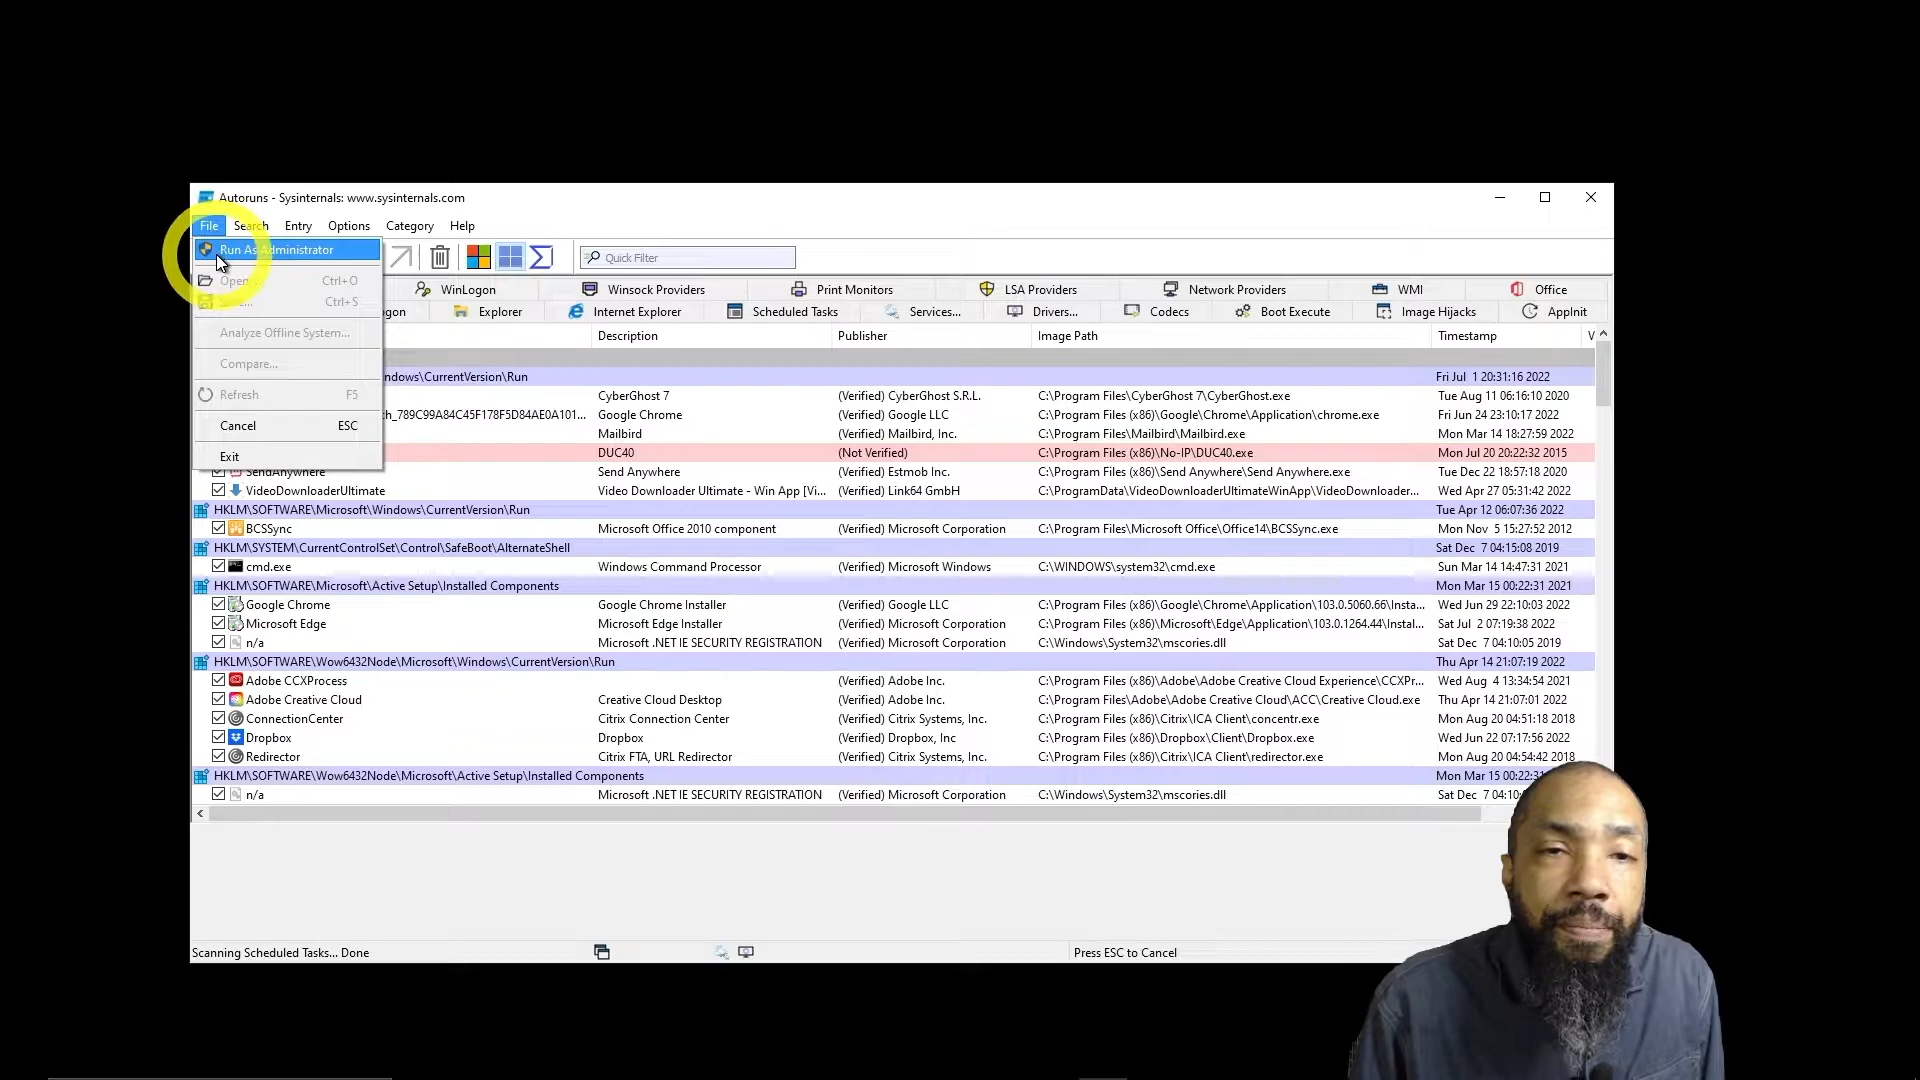 Autoruns - Sysinternals: www.sysinternals.com
File Search Entry Options Category Help
Run As Administrator
Quick Filter
Open... Ctrl+O
WinLogon Winsock Providers Print Monitors LSA Providers Network Providers WMI Office
Ctrl+S
Explorer Internet Explorer Scheduled Tasks Services... Drivers... Codecs Boot Execute Image Hijacks AppInit
Analyze Offline System...
Description Publisher Image Path Timestamp V
Compare...
ndows\CurrentVersion\Run Fri Jul 1 20:31:16 2022
Refresh F5
CyberGhost 7 (Verified) CyberGhost S.R.L. C:\Program Files\CyberGhost 7\CyberGhost.exe Tue Aug 11 06:16:10 2020
h_789C99A84C45F178F5D84AE0A101... Google Chrome (Verified) Google LLC C:\Program Files (x86)\Google\Chrome\Application\chrome.exe Fri Jun 24 23:10:17 2022
Cancel ESC
Mailbird (Verified) Mailbird, Inc. C:\Program Files\Mailbird\Mailbird.exe Mon Mar 14 18:27:59 2022
Exit
DUC40 (Not Verified) C:\Program Files (x86)\No-IP\DUC40.exe Mon Jul 20 20:22:32 2015
SendAnywhere Send Anywhere (Verified) Estmob Inc. C:\Program Files (x86)\Send Anywhere\Send Anywhere.exe Tue Dec 22 18:57:18 2020
VideoDownloaderUltimate Video Downloader Ultimate - Win App [Vi... (Verified) Link64 GmbH C:\ProgramData\VideoDownloaderUltimateWinApp\VideoDownloader... Wed Apr 27 05:31:42 2022
HKLM\SOFTWARE\Microsoft\Windows\CurrentVersion\Run Tue Apr 12 06:07:36 2022
BCSSync Microsoft Office 2010 component (Verified) Microsoft Corporation C:\Program Files\Microsoft Office\Office14\BCSSync.exe Mon Nov 5 15:27:52 2012
HKLM\SYSTEM\CurrentControlSet\Control\SafeBoot\AlternateShell Sat Dec 7 04:15:08 2019
cmd.exe Windows Command Processor (Verified) Microsoft Windows C:\WINDOWS\system32\cmd.exe Sun Mar 14 14:47:31 2021
HKLM\SOFTWARE\Microsoft\Active Setup\Installed Components Mon Mar 15 00:22:31 2021
Google Chrome Google Chrome Installer (Verified) Google LLC C:\Program Files (x86)\Google\Chrome\Application\103.0.5060.66\Insta... Wed Jun 29 22:10:03 2022
Microsoft Edge Microsoft Edge Installer (Verified) Microsoft Corporation C:\Program Files (x86)\Microsoft\Edge\Application\103.0.1264.44\Instal... Sat Jul 2 07:19:38 2022
n/a Microsoft .NET IE SECURITY REGISTRATION (Verified) Microsoft Corporation C:\Windows\System32\mscories.dll Sat Dec 7 04:10:05 2019
HKLM\SOFTWARE\Wow6432Node\Microsoft\Windows\CurrentVersion\Run Thu Apr 14 21:07:19 2022
Adobe CCXProcess (Verified) Adobe Inc. C:\Program Files (x86)\Adobe\Adobe Creative Cloud Experience\CCXPr... Wed Aug 4 13:34:54 2021
Adobe Creative Cloud Creative Cloud Desktop (Verified) Adobe Inc. C:\Program Files\Adobe\Adobe Creative Cloud\ACC\Creative Cloud.exe Thu Apr 14 21:07:01 2022
ConnectionCenter Citrix Connection Center (Verified) Citrix Systems, Inc. C:\Program Files (x86)\Citrix\ICA Client\concentr.exe Mon Aug 20 04:51:18 2018
Dropbox Dropbox (Verified) Dropbox, Inc C:\Program Files (x86)\Dropbox\Client\Dropbox.exe Wed Jun 22 07:17:56 2022
Redirector Citrix FTA, URL Redirector (Verified) Citrix Systems, Inc. C:\Program Files (x86)\Citrix\ICA Client\redirector.exe Mon Aug 20 04:54:42 2018
HKLM\SOFTWARE\Wow6432Node\Microsoft\Active Setup\Installed Components Mon Mar 15 00:22:31
n/a Microsoft .NET IE SECURITY REGISTRATION (Verified) Microsoft Corporation C:\Windows\System32\mscories.dll Sat Dec 7 04:10:
Scanning Scheduled Tasks... Done Press ESC to Cancel